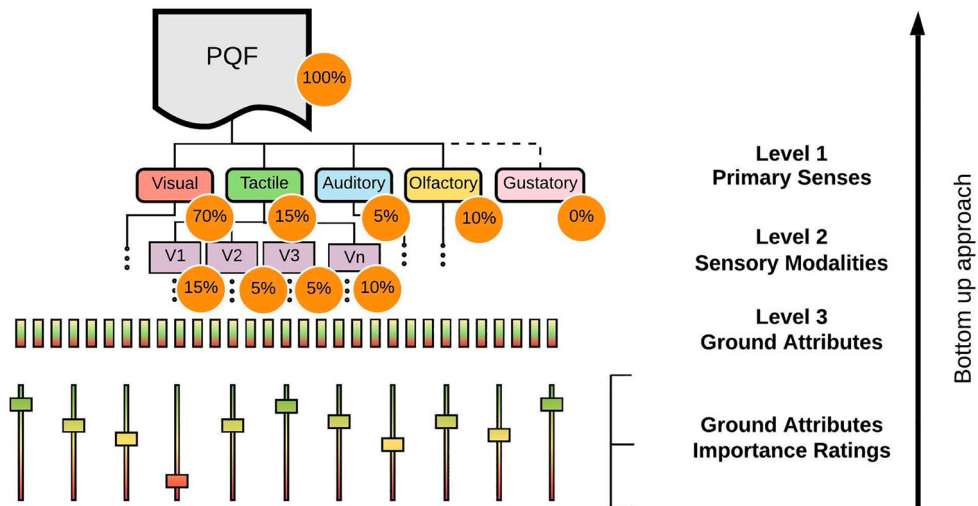 PQF
100%
Level 1
Primary Senses
Visual
Tactile
Auditory
Olfactory
Gustatory
70%
15%
5%
10%
0%
Level 2
Sensory Modalities
V1
V2
V3
Vn
15%
5%
5%
10%
Level 3
Ground Attributes
Ground Attributes
Importance Ratings
Bottom up approach